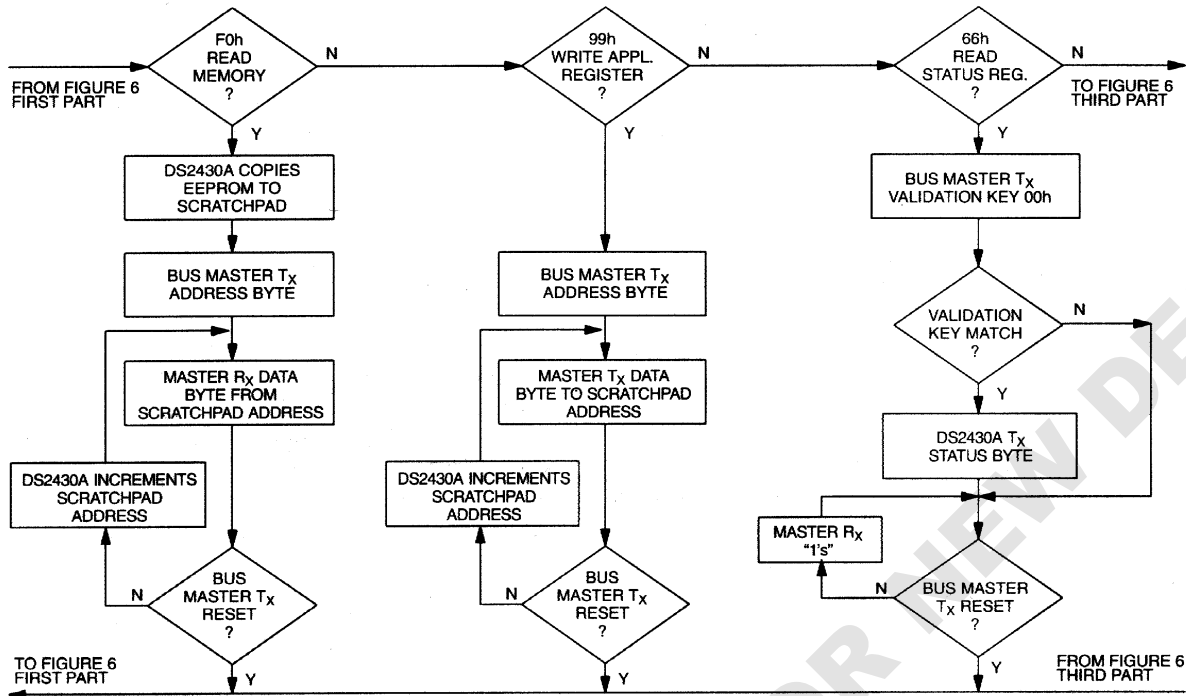 F0h
READ
MEMORY
?
N
99h
WRITE APPL.
REGISTER
?
N
66h
READ
STATUS REG.
?
N
FROM FIGURE 6
FIRST PART
TO FIGURE 6
THIRD PART
Y
Y
Y
DS2430A COPIES
EEPROM TO
SCRATCHPAD
BUS MASTER TX
VALIDATION KEY 00h
BUS MASTER TX
ADDRESS BYTE
BUS MASTER TX
ADDRESS BYTE
VALIDATION
KEY MATCH
?
N
Y
MASTER RX DATA
BYTE FROM
SCRATCHPAD ADDRESS
MASTER TX DATA
BYTE TO SCRATCHPAD
ADDRESS
DS2430A TX
STATUS BYTE
DS2430A INCREMENTS
SCRATCHPAD
ADDRESS
DS2430A INCREMENTS
SCRATCHPAD
ADDRESS
MASTER RX
"1's"
BUS
MASTER TX
RESET
?
N
BUS
MASTER TX
RESET
?
N
BUS MASTER
TX RESET
?
N
TO FIGURE 6
FIRST PART
Y
Y
Y
FROM FIGURE 6
THIRD PART
OR NEW DE